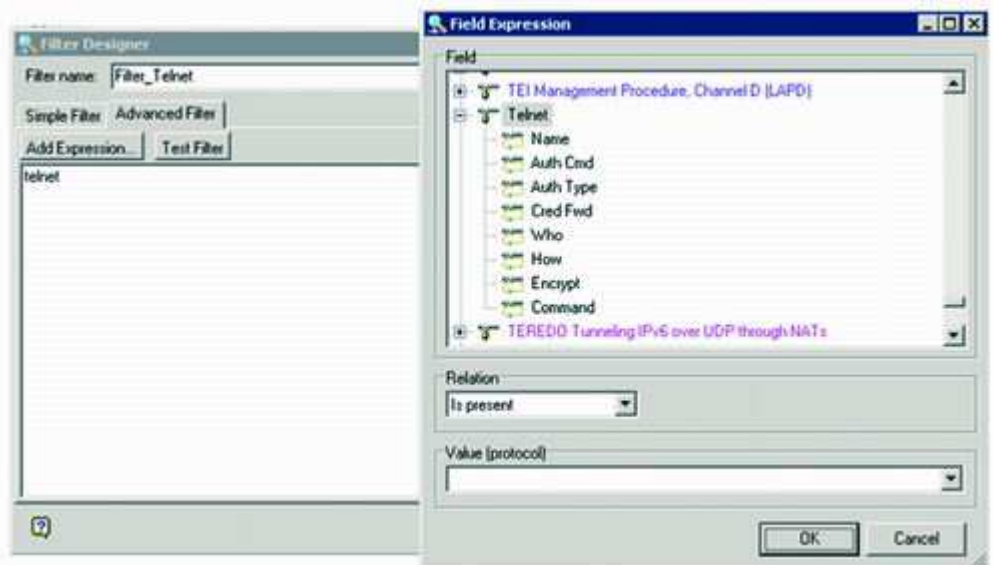 Filter Designer
Filter name: Filter_Telnet
Simple Filter Advanced Filter
Add Expression... Test Filter
telnet
Field Expression
Field
TEI Management Procedure, Channel D (LAPD)
Telnet
Name
Auth Cmd
Auth Type
Cred Fwd
Who
How
Encrypt
Command
TEREDO Tunneling IPv6 over UDP through NATs
Relation
Is present
Value (protocol)
OK Cancel